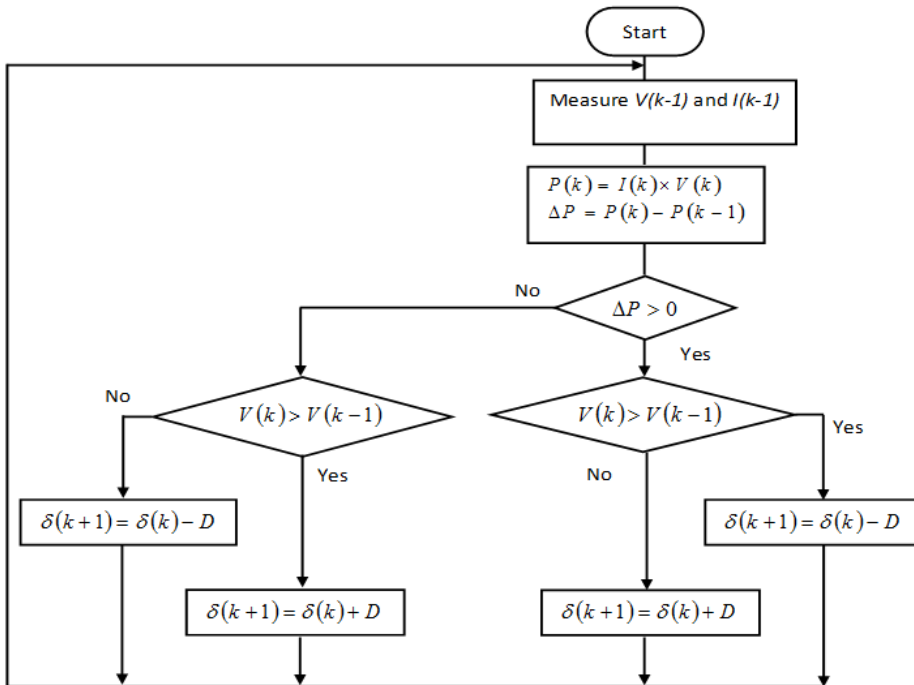 Start
Measure V(k-1) and I(k-1)
P(k) = I(k) × V(k)
ΔP = P(k) − P(k − 1)
No
ΔP > 0
Yes
No
V(k) > V(k −1)
V(k) > V(k −1)
Yes
Yes
No
δ(k +1) = δ(k) − D
δ(k +1) = δ(k) − D
δ(k +1) = δ(k) + D
δ(k +1) = δ(k) + D